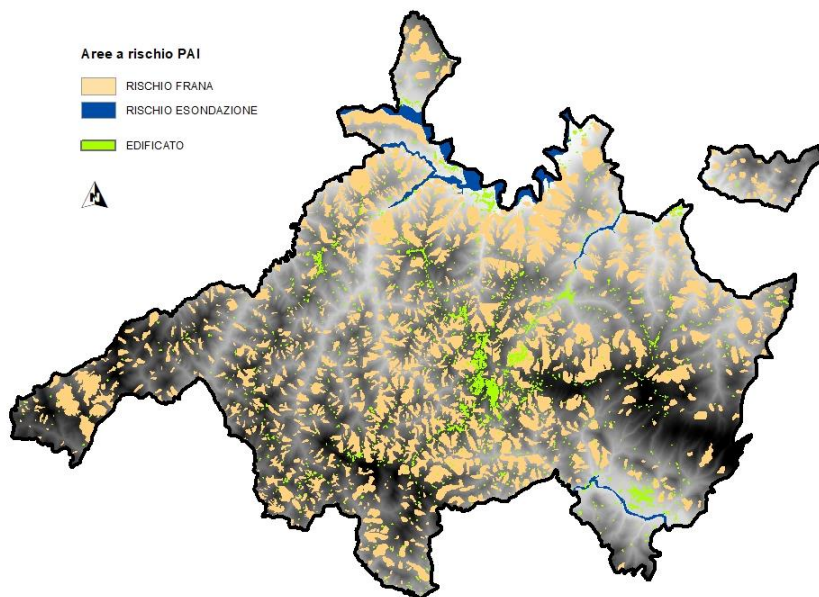 Aree a rischio PAI
RISCHIO FRANA
RISCHIO ESONDAZIONE
EDIFICATO